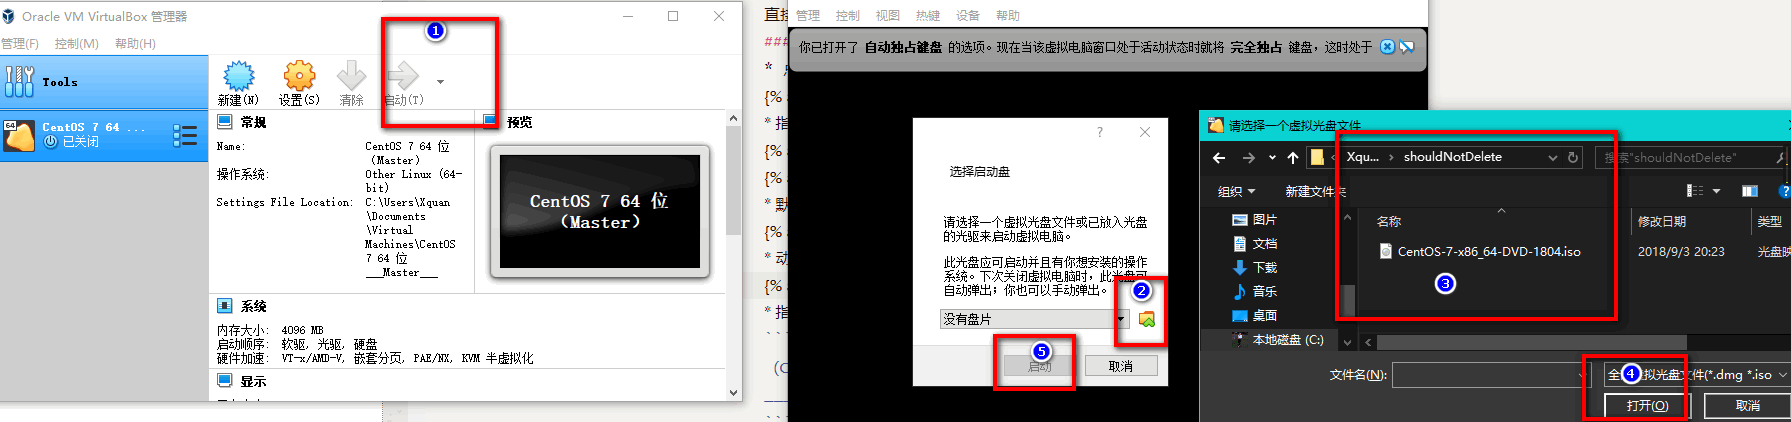 Oracle VM VirtualBox 管理器
管理(F) 控制(M) 帮助(H)
Tools
CentOS 7 64 ...
64
已关闭
新建(N) 设置(S) 清除 启动(T)
1
常规
Name: CentOS 7 64 位
（Master）
操作系统: Other Linux (64-
bit)
Settings File Location: C:\Users\Xquan
\Documents
\Virtual
Machines\CentOS
7 64 位
___Master___
预览
CentOS 7 64 位
（Master）
系统
内存大小: 4096 MB
启动顺序: 软驱, 光驱, 硬盘
硬件加速: VT-x/AMD-V, 嵌套分页, PAE/NX, KVM 半虚拟化
显示
直接
##
*
{%
* 指
{%
{%
* 默
{%
* 动
{%
* 指
管理 控制 视图 热键 设备 帮助
你已打开了 自动独占键盘 的选项。现在当该虚拟电脑窗口处于活动状态时就将 完全独占 键盘，这时处于
?
选择启动盘
请选择一个虚拟光盘文件或已放入光盘
的光驱来启动虚拟电脑。
此光盘应可启动并且有你想安装的操作
系统。下次关闭虚拟电脑时，此光盘可
自动弹出；你也可以手动弹出。
2
没有盘片
5
启动 取消
请选择一个虚拟光盘文件
Xqu... › shouldNotDelete
搜索"shouldNotDelete"
组织 新建文件夹
图片
文档
下载
音乐
桌面
本地磁盘 (C:)
名称 修改日期 类型
CentOS-7-x86_64-DVD-1804.iso 2018/9/3 20:23 光盘映
3
文件名(N):
4
虚拟光盘文件(*.dmg *.iso
打开(O) 取消